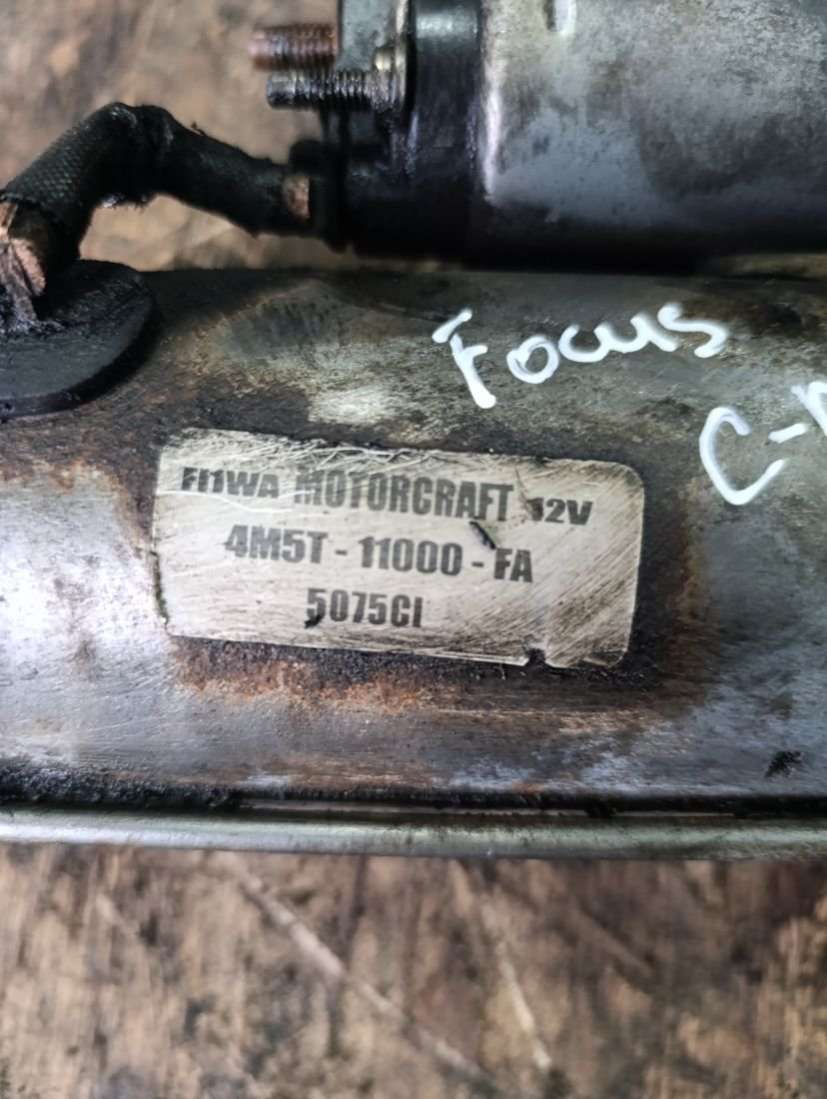 Focus
C-
FI1WA MOTORCRAFT 12V
4M5T - 11000 - FA
5075CI